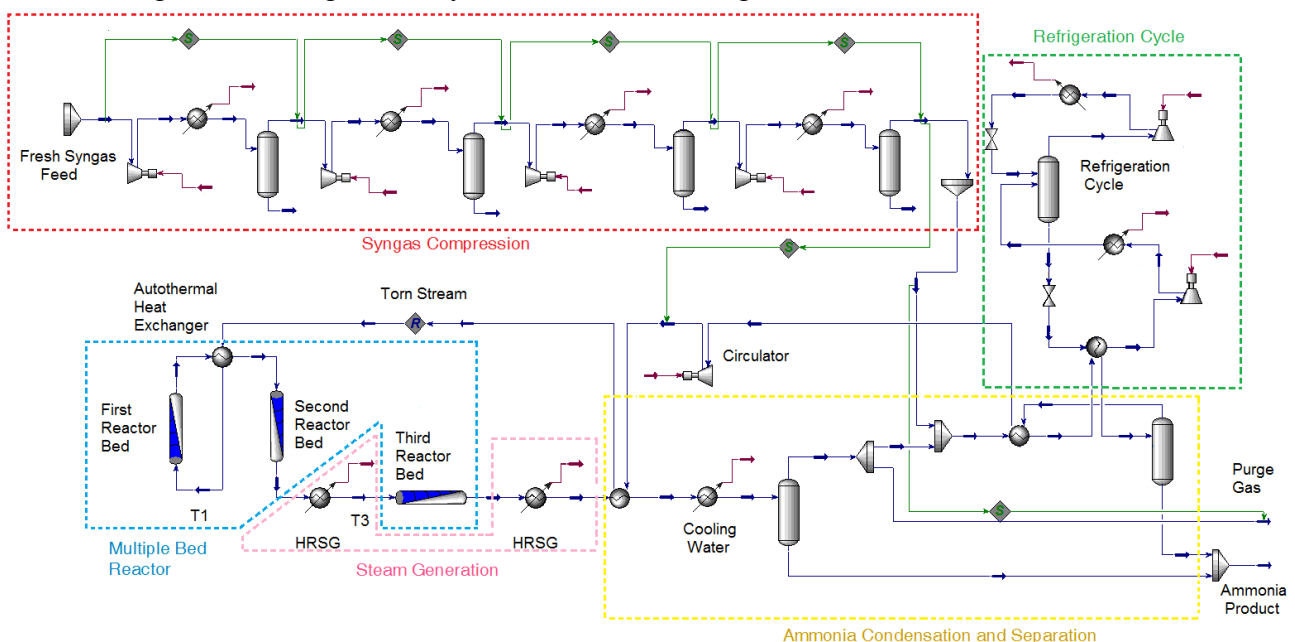 S
S
S
S
Refrigeration Cycle
Fresh Syngas
Feed
Refrigeration
Cycle
Syngas Compression
S
Autothermal
Heat
Exchanger
Torn Stream
R
Circulator
First
Reactor
Bed
Second
Reactor
Bed
Third
Reactor
Bed
T1
T3
HRSG
HRSG
Multiple Bed
Reactor
Steam Generation
Cooling
Water
S
Purge
Gas
Ammonia
Product
Ammonia Condensation and Separation